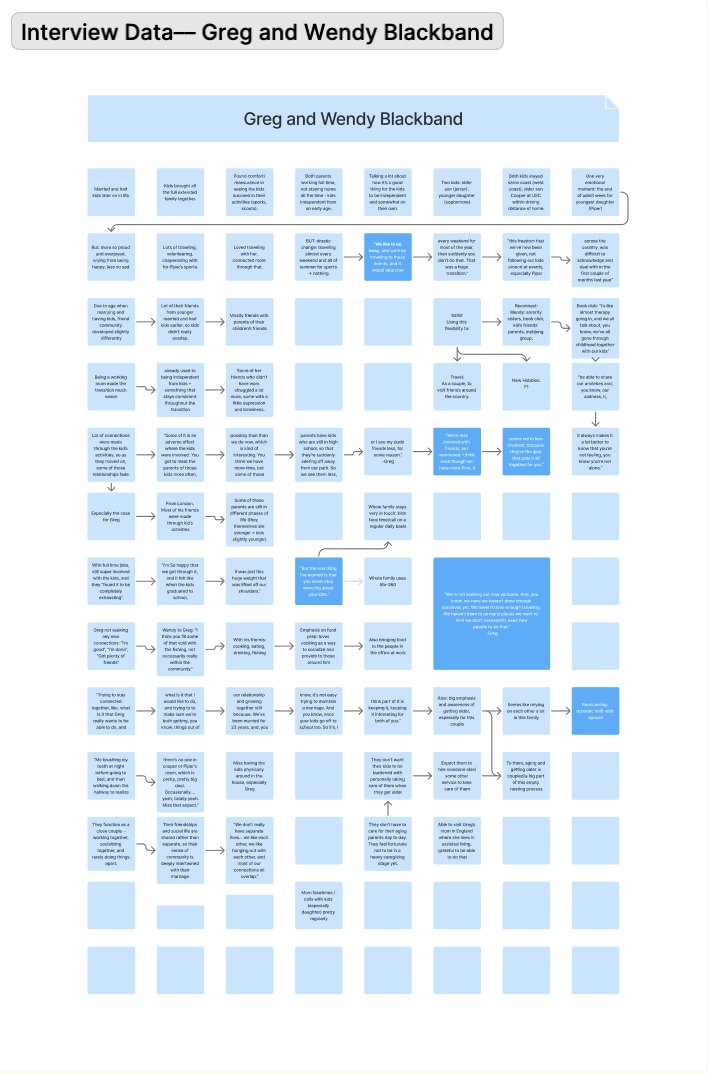 Interview Data— Greg and Wendy Blackband
Greg and Wendy Blackband
Married and had
kids later on in life
Kids brought all
the full extended
family together.
Found comfort/
reassurance in
seeing the kids
succeed in their
activities (sports,
scouts).
Both parents
working full time,
not staying home
all the time - kids
independent from
an early age.
Talking a lot about
how it's a good
thing for the kids
to be independent
and somewhat on
their own.
Two kids: older
son (junior),
younger daughter
(sophomore)
Both kids stayed
same coast (west
coast), older son
Cooper at USC
within driving
distance of home.
One very
emotional moment: the
end of admit week for
youngest daughter
(Piper)
But: mom so proud
and overjoyed,
crying from being
happy, less so sad
Lots of traveling,
volunteering,
chaperoning with
for Piper's sports.
Loved traveling
with her,
connected more
through that.
BUT: drastic
change: traveling
almost every
weekend and all of
summer for sports
→ nothing.
"We like to be
busy, and we'd be
traveling to these
events, and it
would take over
every weekend for
most of the year,
then suddenly you
don't do that. That
was a huge
transition."
"this freedom that
we've now been
given, not
following our kids
around at events,
especially Piper
across the
country, was
difficult to
acknowledge and
deal with in the
first couple of
months last year"
Due to age when
marrying and
having kids, friend
community
developed slightly
differently
Lot of their friends
from younger
married and had
kids earlier, so kids
didn't really
overlap.
Mostly friends with
parents of their
children's friends
NOW:
Using this
flexibility to:
Reconnect:
Wendy: sorority
sisters, book club,
kid's friends'
parents, mahjong
group.
Book club: "it's like
almost therapy
going in, and we all
talk about, you
know, we've all
gone through
childhood together
with our kids"
Being a working
mom made the
transition much
easier
already used to
being independent
from kids -
something that
stays consistent
throughout the
transition
Some of her
friends who didn't
have work
struggled a lot
more, some with a
little depression
and loneliness.
Travel:
As a couple, to
visit friends around
the country.
New Hobbies:
F1
"be able to share
our anxieties and,
you know, our
sadness, it,
Lot of connections
were made
through the kid's
activities, so as
they moved on,
some of those
relationships fade.
"Some of it is no
adverse effect
where the kids
were involved. You
get to meet the
parents of those
kids more often,
possibly than than
we do now, which
is kind of
interesting. You
think we have
more time, but
some of those
parents have kids
who are still in high
school, so that
they're suddenly
veering off away
from our path. So
we see them less,
or I see my dude
friends less, for
some reason."
-Greg
"We're less
involved with
friends, not
mentioned. I think
even though we
have more time, it
seems we're less
involved, because
they're the glue
that puts it all
together for you."
it always makes it
a lot better to
know that you're
not feeling, you
know you're not
alone."
Especially the case
for Greg
From London.
Most of his friends
were made
through kid's
activities
Some of those
parents are still in
different phases of
life (they
themselves are
younger + kids
slightly younger)
Whole family stays
very in touch: kids
face time/call on a
regular daily basis
With full time jobs,
still super involved
with the kids, and
they "found it to be
completely
exhausting".
"I'm So happy that
we got through it,
and it felt like
when the kids
graduated to
school,
it was just this
huge weight that
was lifted off our
shoulders."
"But the one thing
I've learned is that
you never stop
worrying about
your kids."
Whole family uses
life-360
"We're not seeking out new ventures. And, you
know, we have we haven't done enough
ourselves yet. We haven't done enough traveling.
We haven't been to as many places we want to.
And we don't necessarily need new
people to do that."
-Greg
Greg not seeking
any new
connections: "I'm
good", "I'm done",
"Got plenty of
friends"
Wendy to Greg: "I
think you fill some
of that void with
the fishing, not
necessarily really
within the
community."
With his friends:
cooking, eating,
drinking, fishing
Emphasis on food
prep: loves
cooking as a way
to socialize and
provide to those
around him
Also bringing food
to the people in
the office at work
"Trying to stay
connected
together, like, what
is it that Greg
really wants to be
able to do, and
what is it that I
would like to do,
and trying to to
make sure we're
both getting, you
know, things out of
our relationship
and growing
together still
because. We've
been married for
23 years, and, you
know, it's not easy
trying to maintain
a marriage. And
you know, once
your kids go off to
school too. So it's, I
think part of it is
keeping it, keeping
it interesting for
both of you."
Also: big emphasis
and awareness of
getting older,
especially for this
couple
Seems like relying
on each other a lot
in this family
Reoccurring:
dynamic shift with
spouse
"Me brushing my
teeth at night
before going to
bed, and then
walking down the
hallway to realize
there's no one in
cooper or Piper's
room, which is
pretty, pretty big
deal.
Occasionally....
yeah, totally yeah.
Miss that aspect."
Miss having the
kids physically
around in the
house, especially
Greg
They don't want
their kids to be
burdened with
personally taking
care of them when
they get older
Expect them to
hire someone else/
some other
service to take
care of them
To them, aging and
getting older is
coupled/a big part
of this empty
nesting process
They function as a
close couple -
working together,
socializing
together, and
rarely doing things
apart.
Their friendships
and social life are
shared rather than
separate, so their
sense of
community is
deeply intertwined
with their
marriage.
"We don't really
have separate
lives... we like each
other, we like
hanging out with
each other, and
most of our
connections all
overlap."
They don't have to
care for their aging
parents day to day.
They feel fortunate
not to be in a
heavy caregiving
stage yet.
Able to visit Greg's
mom in England
where she lives in
assisted living,
grateful to be able
to do that
Mom facetimes /
calls with kids
(especially
daughter) pretty
regularly